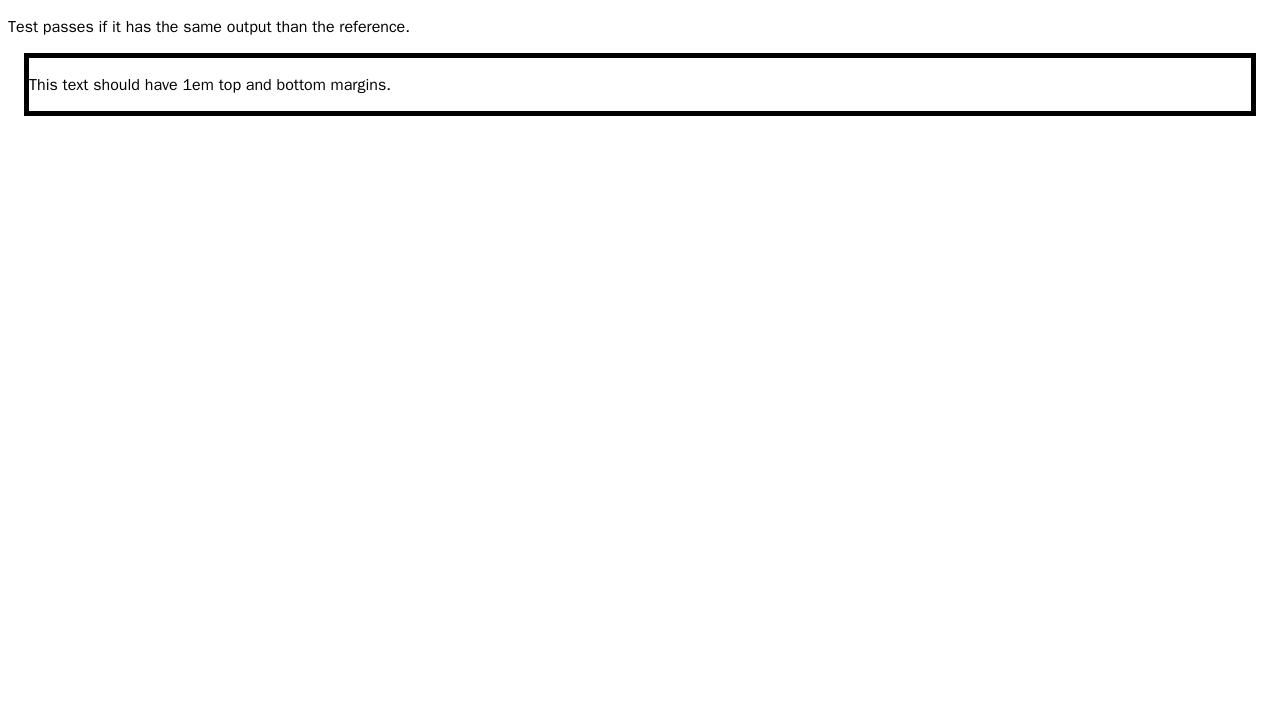 Test passes if it has the same output than the reference.
This text should have 1em top and bottom margins.